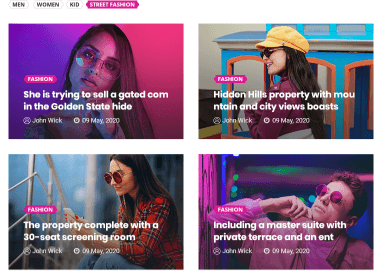 MEN WOMEN KID STREET FASHION
FASHION
She is trying to sell a gated com
in the Golden State hide
John Wick 09 May, 2020
FASHION
Hidden Hills property with mou
ntain and city views boasts
John Wick 09 May, 2020
FASHION
The property complete with a
30-seat screening room
John Wick 09 May, 2020
FASHION
Including a master suite with
private terrace and an ent
John Wick 09 May, 2020